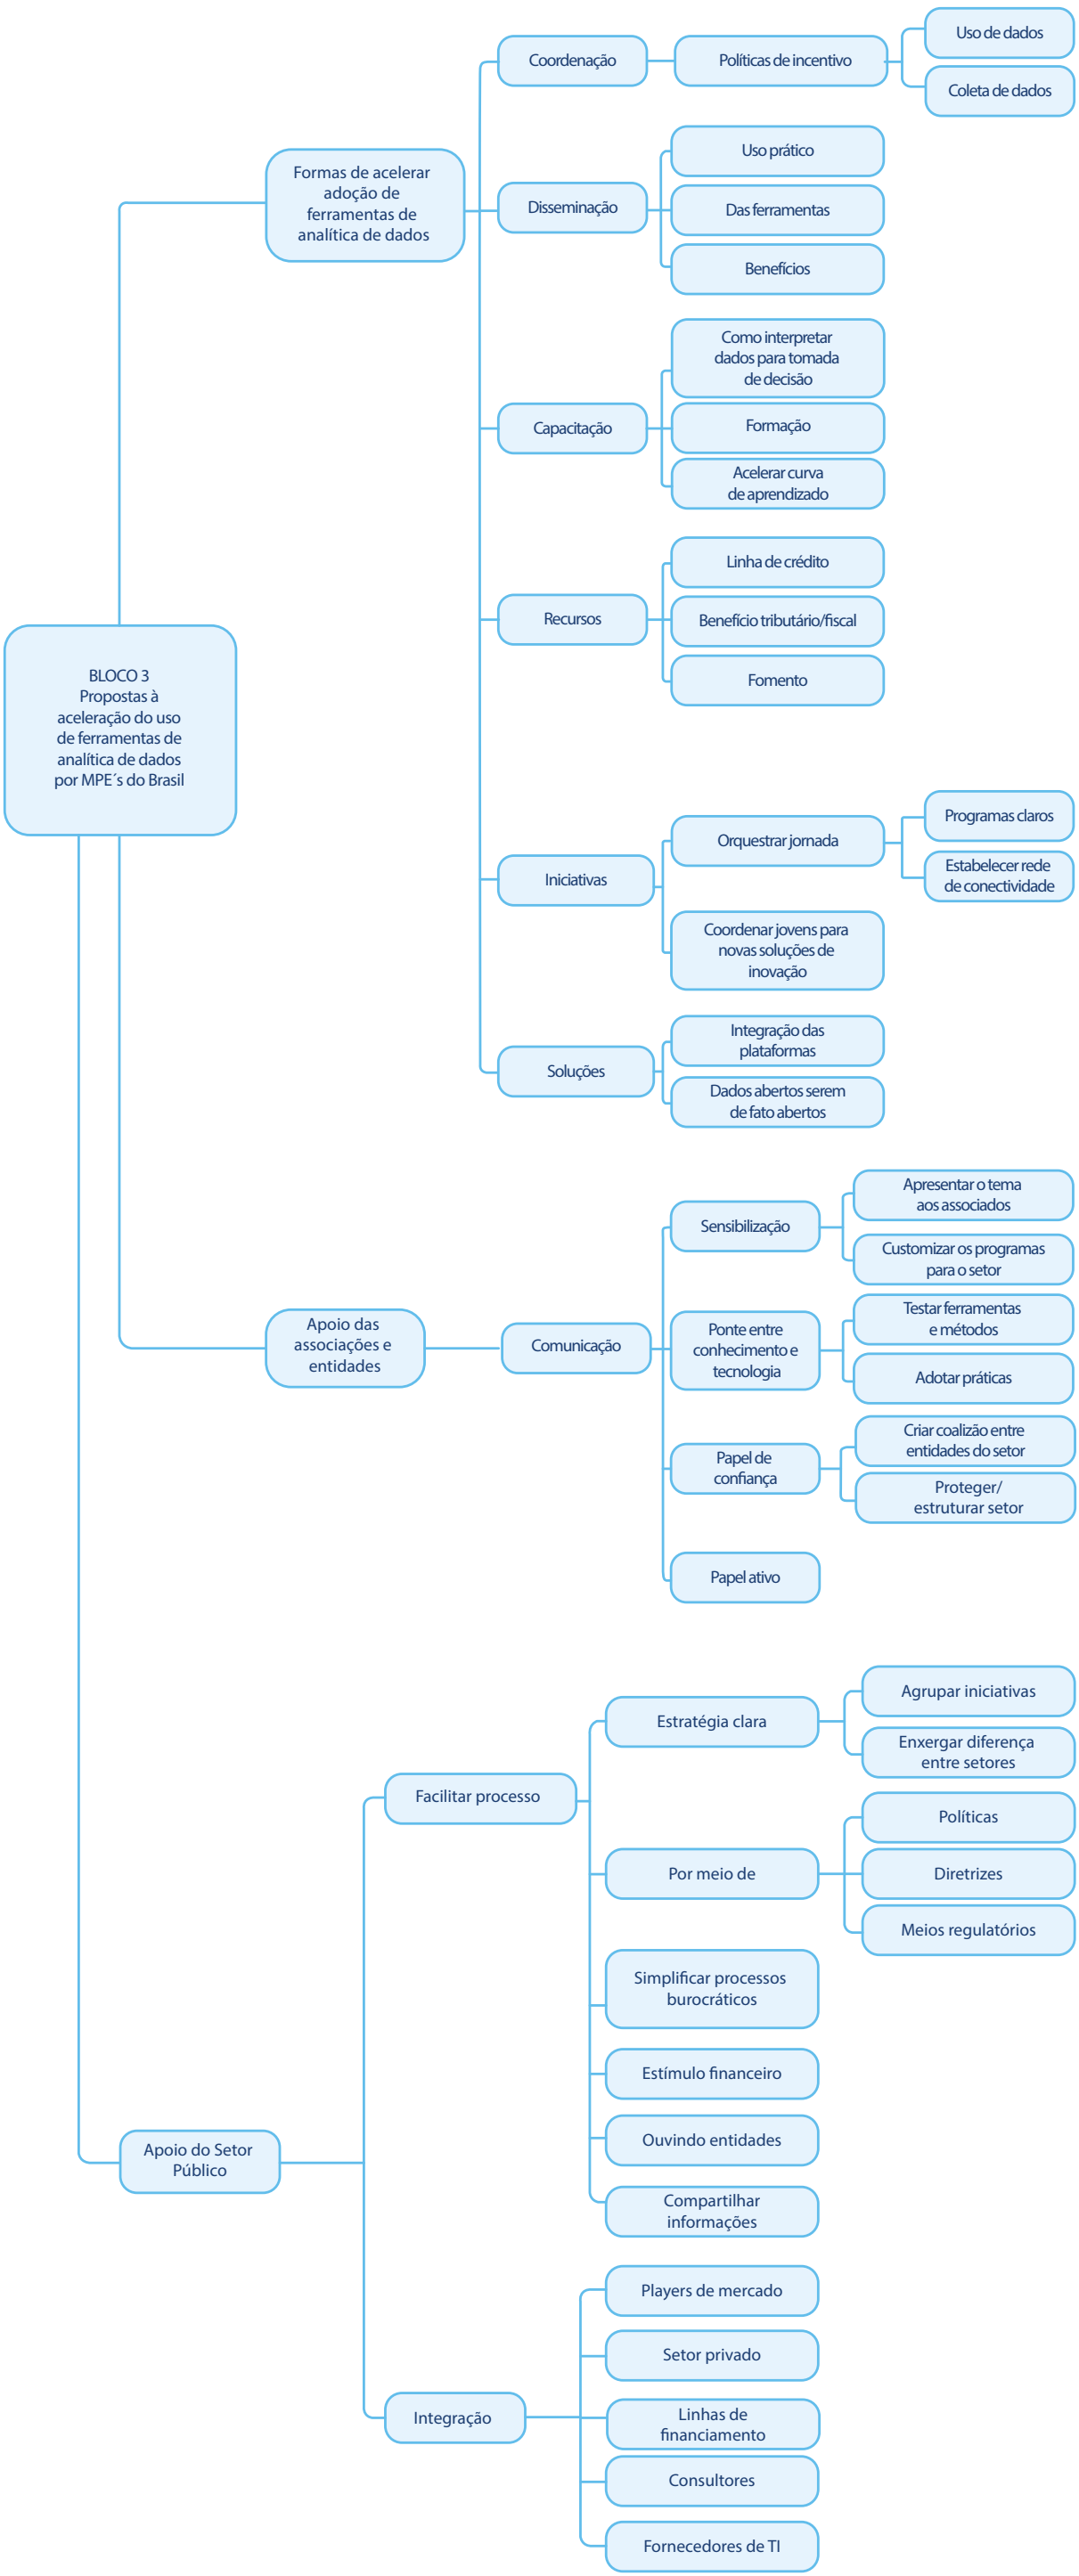 Uso de dados
Coordenação
Políticas de incentivo
Coleta de dados
Formas de acelerar
adoção de
ferramentas de
analítica de dados
Uso prático
Disseminação
Das ferramentas
Benefícios
Como interpretar
dados para tomada
de decisão
Capacitação
Formação
Acelerar curva
de aprendizado
Linha de crédito
Recursos
Benefício tributário/fiscal
Fomento
BLOCO 3
Propostas à
aceleração do uso
de ferramentas de
analítica de dados
por MPE´s do Brasil
Programas claros
Orquestrar jornada
Estabelecer rede
de conectividade
Iniciativas
Coordenar jovens para
novas soluções de
inovação
Integração das
plataformas
Soluções
Dados abertos serem
de fato abertos
Apresentar o tema
aos associados
Sensibilização
Customizar os programas
para o setor
Apoio das
associações e
entidades
Comunicação
Ponte entre
conhecimento e
tecnologia
Testar ferramentas
e métodos
Adotar práticas
Criar coalizão entre
entidades do setor
Papel de
confiança
Proteger/
estruturar setor
Papel ativo
Agrupar iniciativas
Estratégia clara
Enxergar diferença
entre setores
Facilitar processo
Políticas
Por meio de
Diretrizes
Meios regulatórios
Simplificar processos
burocráticos
Estímulo financeiro
Ouvindo entidades
Apoio do Setor
Público
Compartilhar
informações
Players de mercado
Setor privado
Integração
Linhas de
financiamento
Consultores
Fornecedores de TI